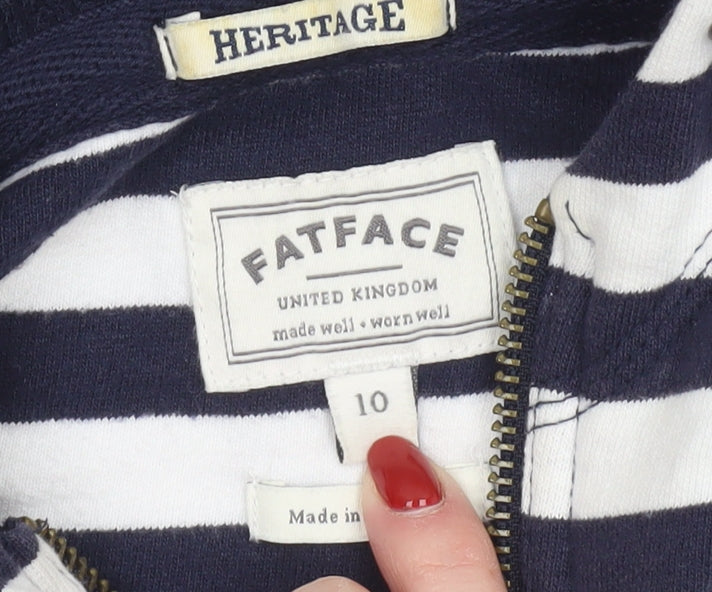 HERITAGE
FATFACE
UNITED KINGDOM
made well • worn well
10
Made in